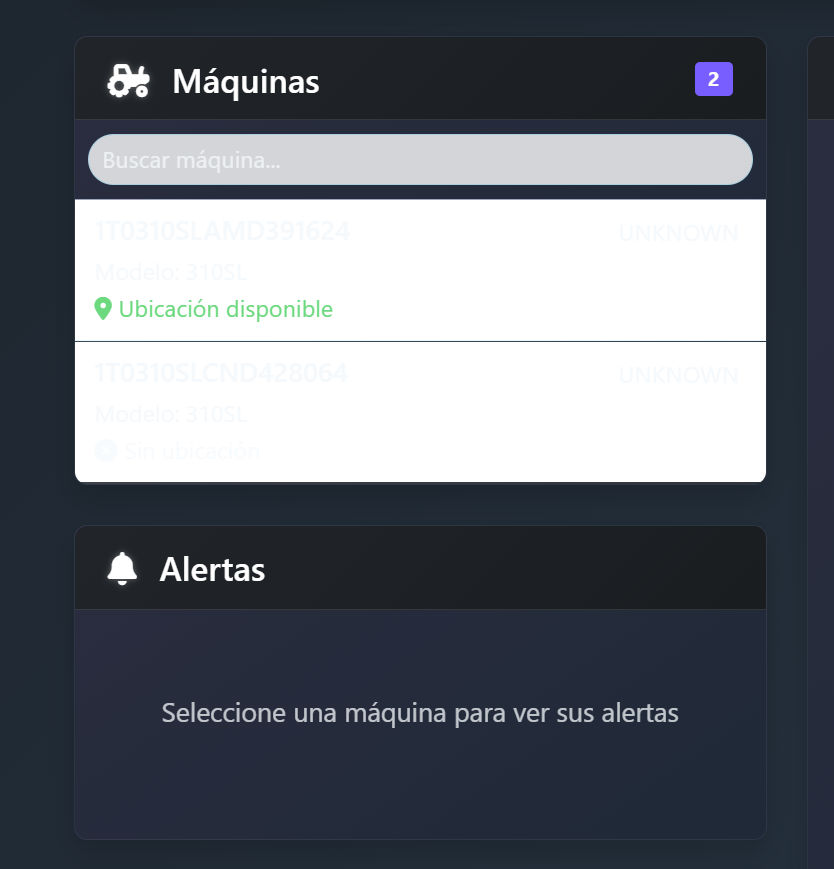 Máquinas
2
Buscar máquina...
1T0310SLAMD391624
UNKNOWN
Modelo: 310SL
Ubicación disponible
1T0310SLCND428064
UNKNOWN
Modelo: 310SL
Sin ubicación
Alertas
Seleccione una máquina para ver sus alertas